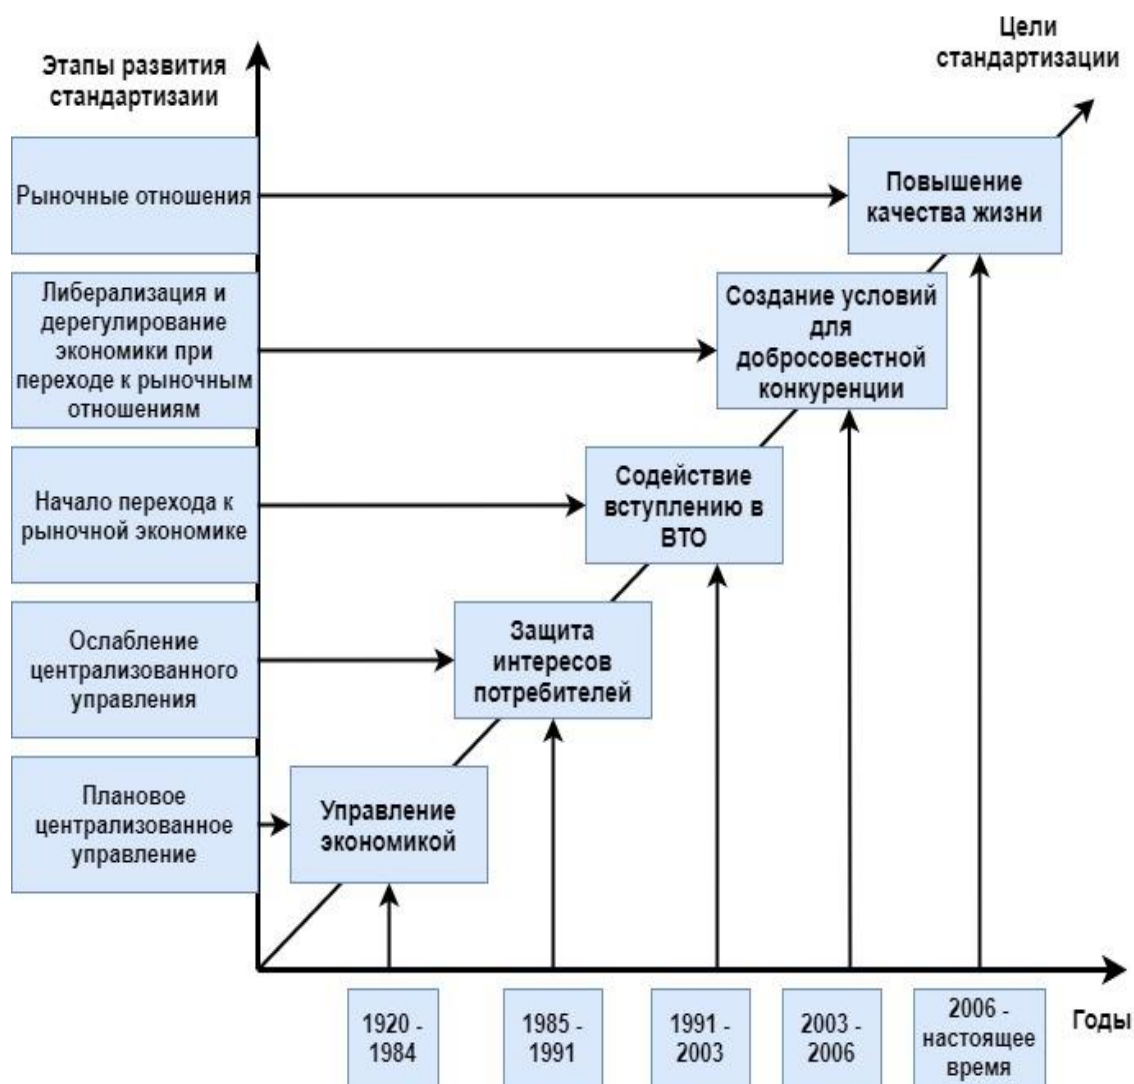 Цели
стандартизации
Этапы развития
стандартизаии
Рыночные отношения
Повышение
качества жизни
Либерализация и
дерегулирование
экономики при
переходе к рыночным
отношениям
Создание условий
для
добросовестной
конкуренции
Начало перехода к
рыночной экономике
Содействие
вступлению в
ВТО
Ослабление
централизованного
управления
Защита
интересов
потребителей
Плановое
централизованное
управление
Управление
экономикой
1920 -
1984
1985 -
1991
1991 -
2003
2003 -
2006
2006 -
настоящее
время
Годы